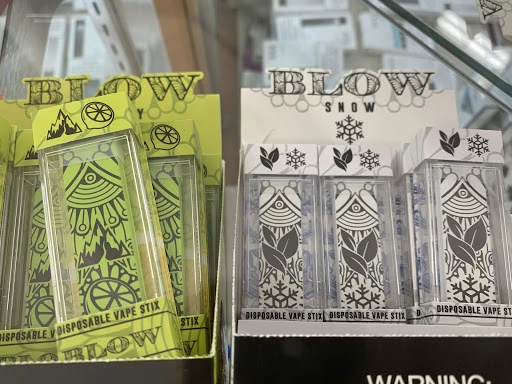 BLOW
Y
DISPOSABLE VAPE STIX
BLOW
BLOW
SNOW
DISPOSABLE VAPE STIX
DISPOSABLE VAPE STIX
D
DISPOSABLE VAPE STIX
WARNING: